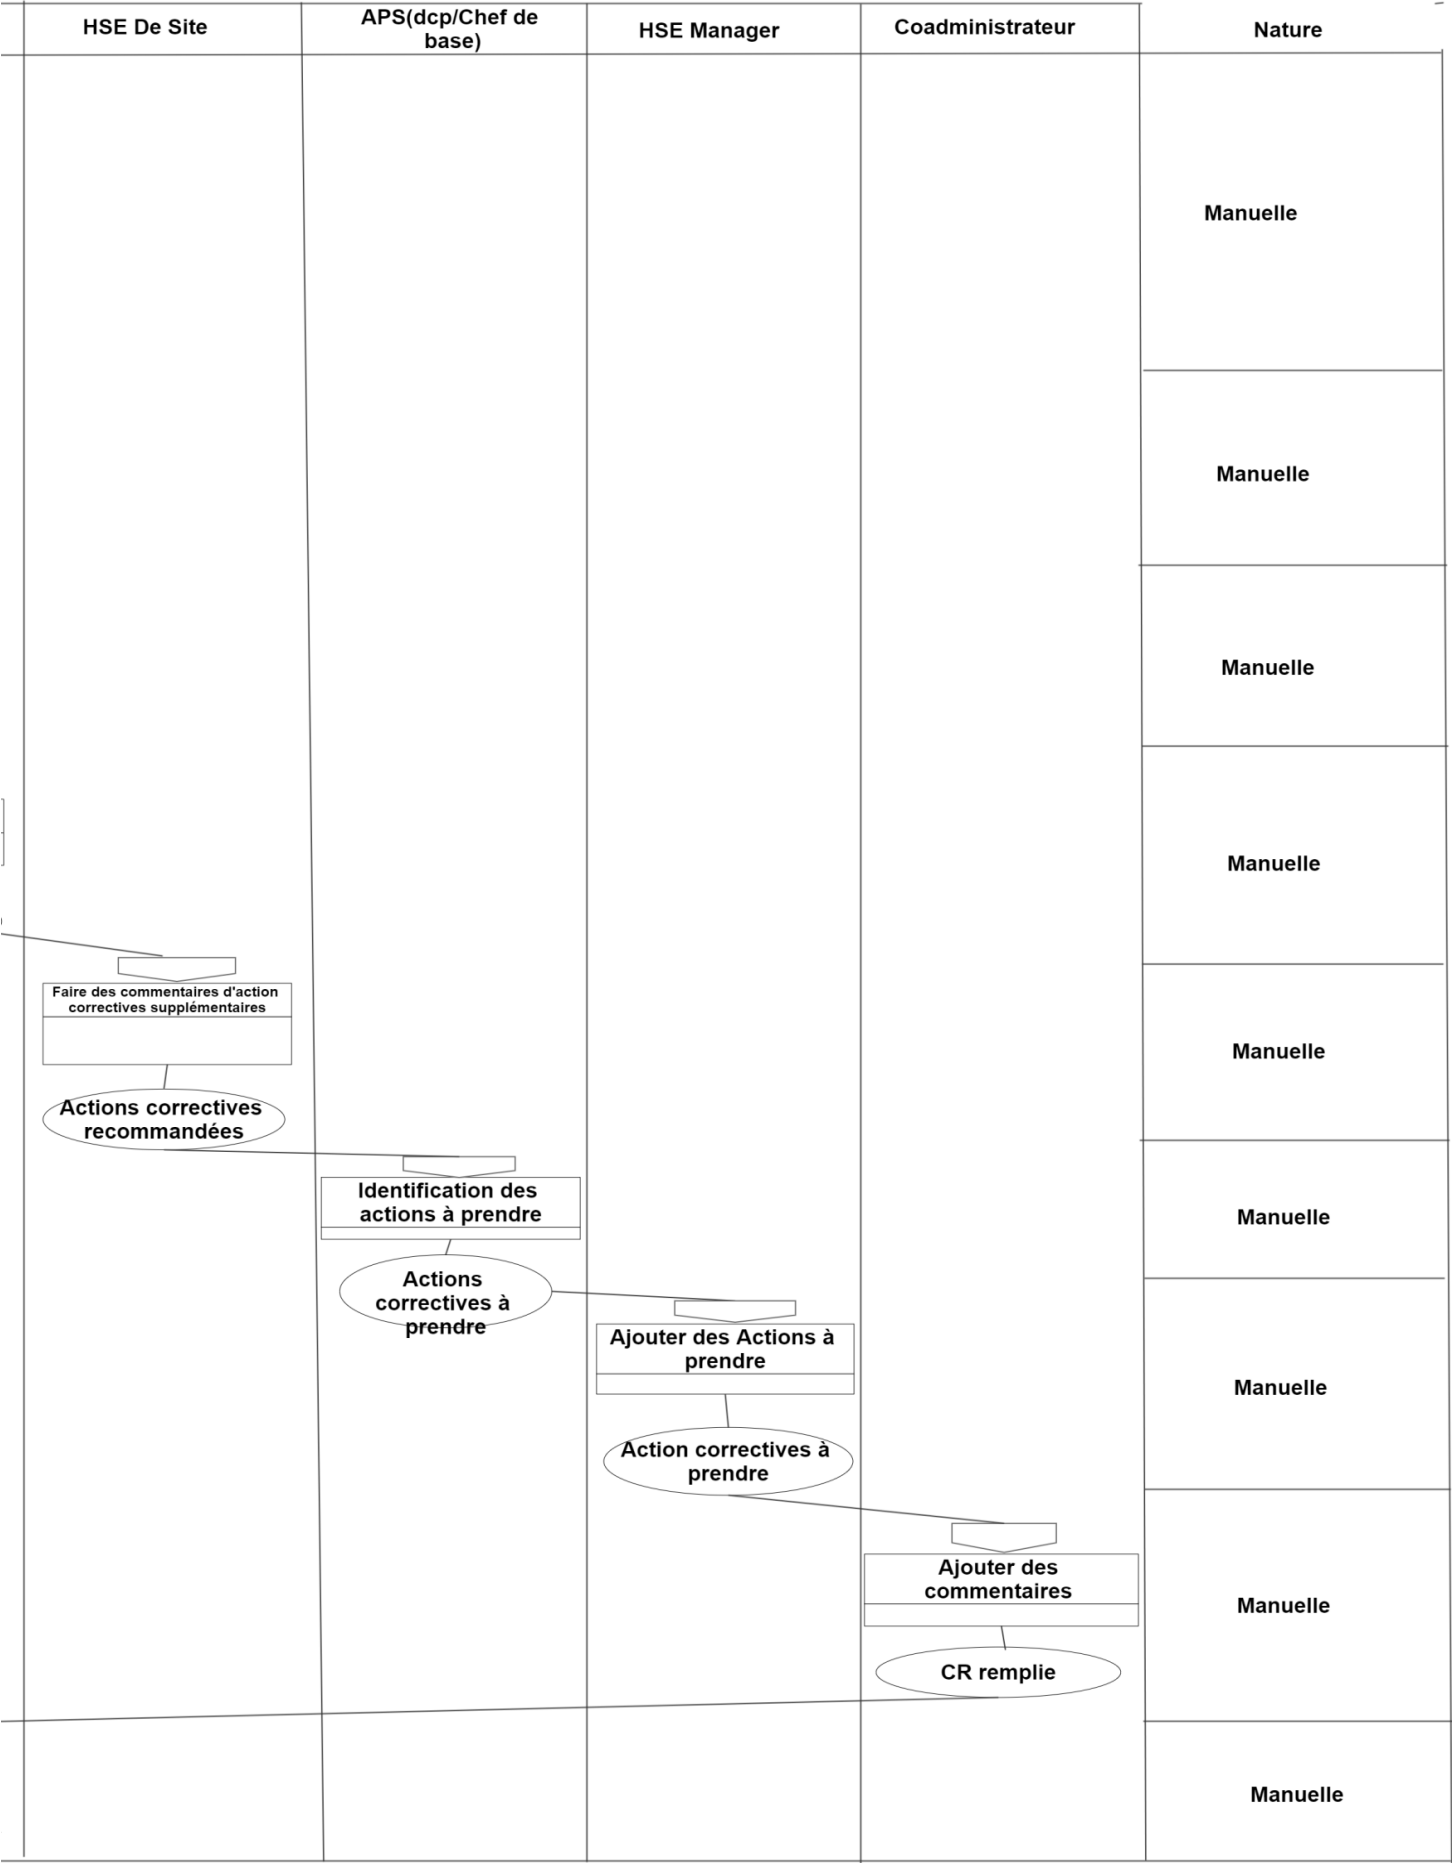 HSE De Site
APS(dcp/Chef de
base)
HSE Manager
Coadministrateur
Nature
Manuelle
Manuelle
Manuelle
Manuelle
Faire des commentaires d'action
correctives supplémentaires
Manuelle
Actions correctives
recommandées
Identification des
actions à prendre
Manuelle
Actions
correctives à
prendre
Ajouter des Actions à
prendre
Manuelle
Action correctives à
prendre
Ajouter des
commentaires
Manuelle
CR remplie
Manuelle